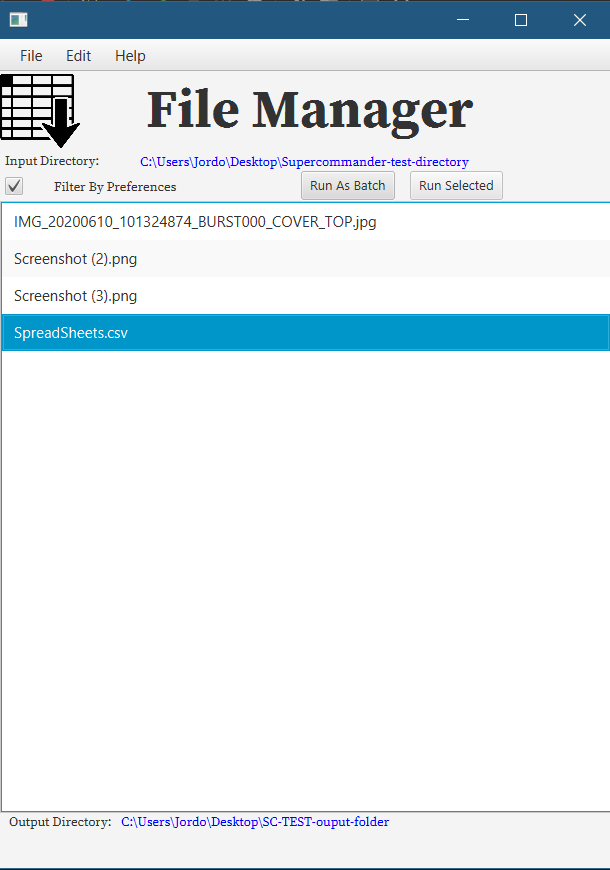 File Edit Help
File Manager
Input Directory: C:\Users\Jordo\Desktop\Supercommander-test-directory
Filter By Preferences Run As Batch Run Selected
IMG_20200610_101324874_BURST000_COVER_TOP.jpg
Screenshot (2).png
Screenshot (3).png
SpreadSheets.csv
Output Directory: C:\Users\Jordo\Desktop\SC-TEST-ouput-folder